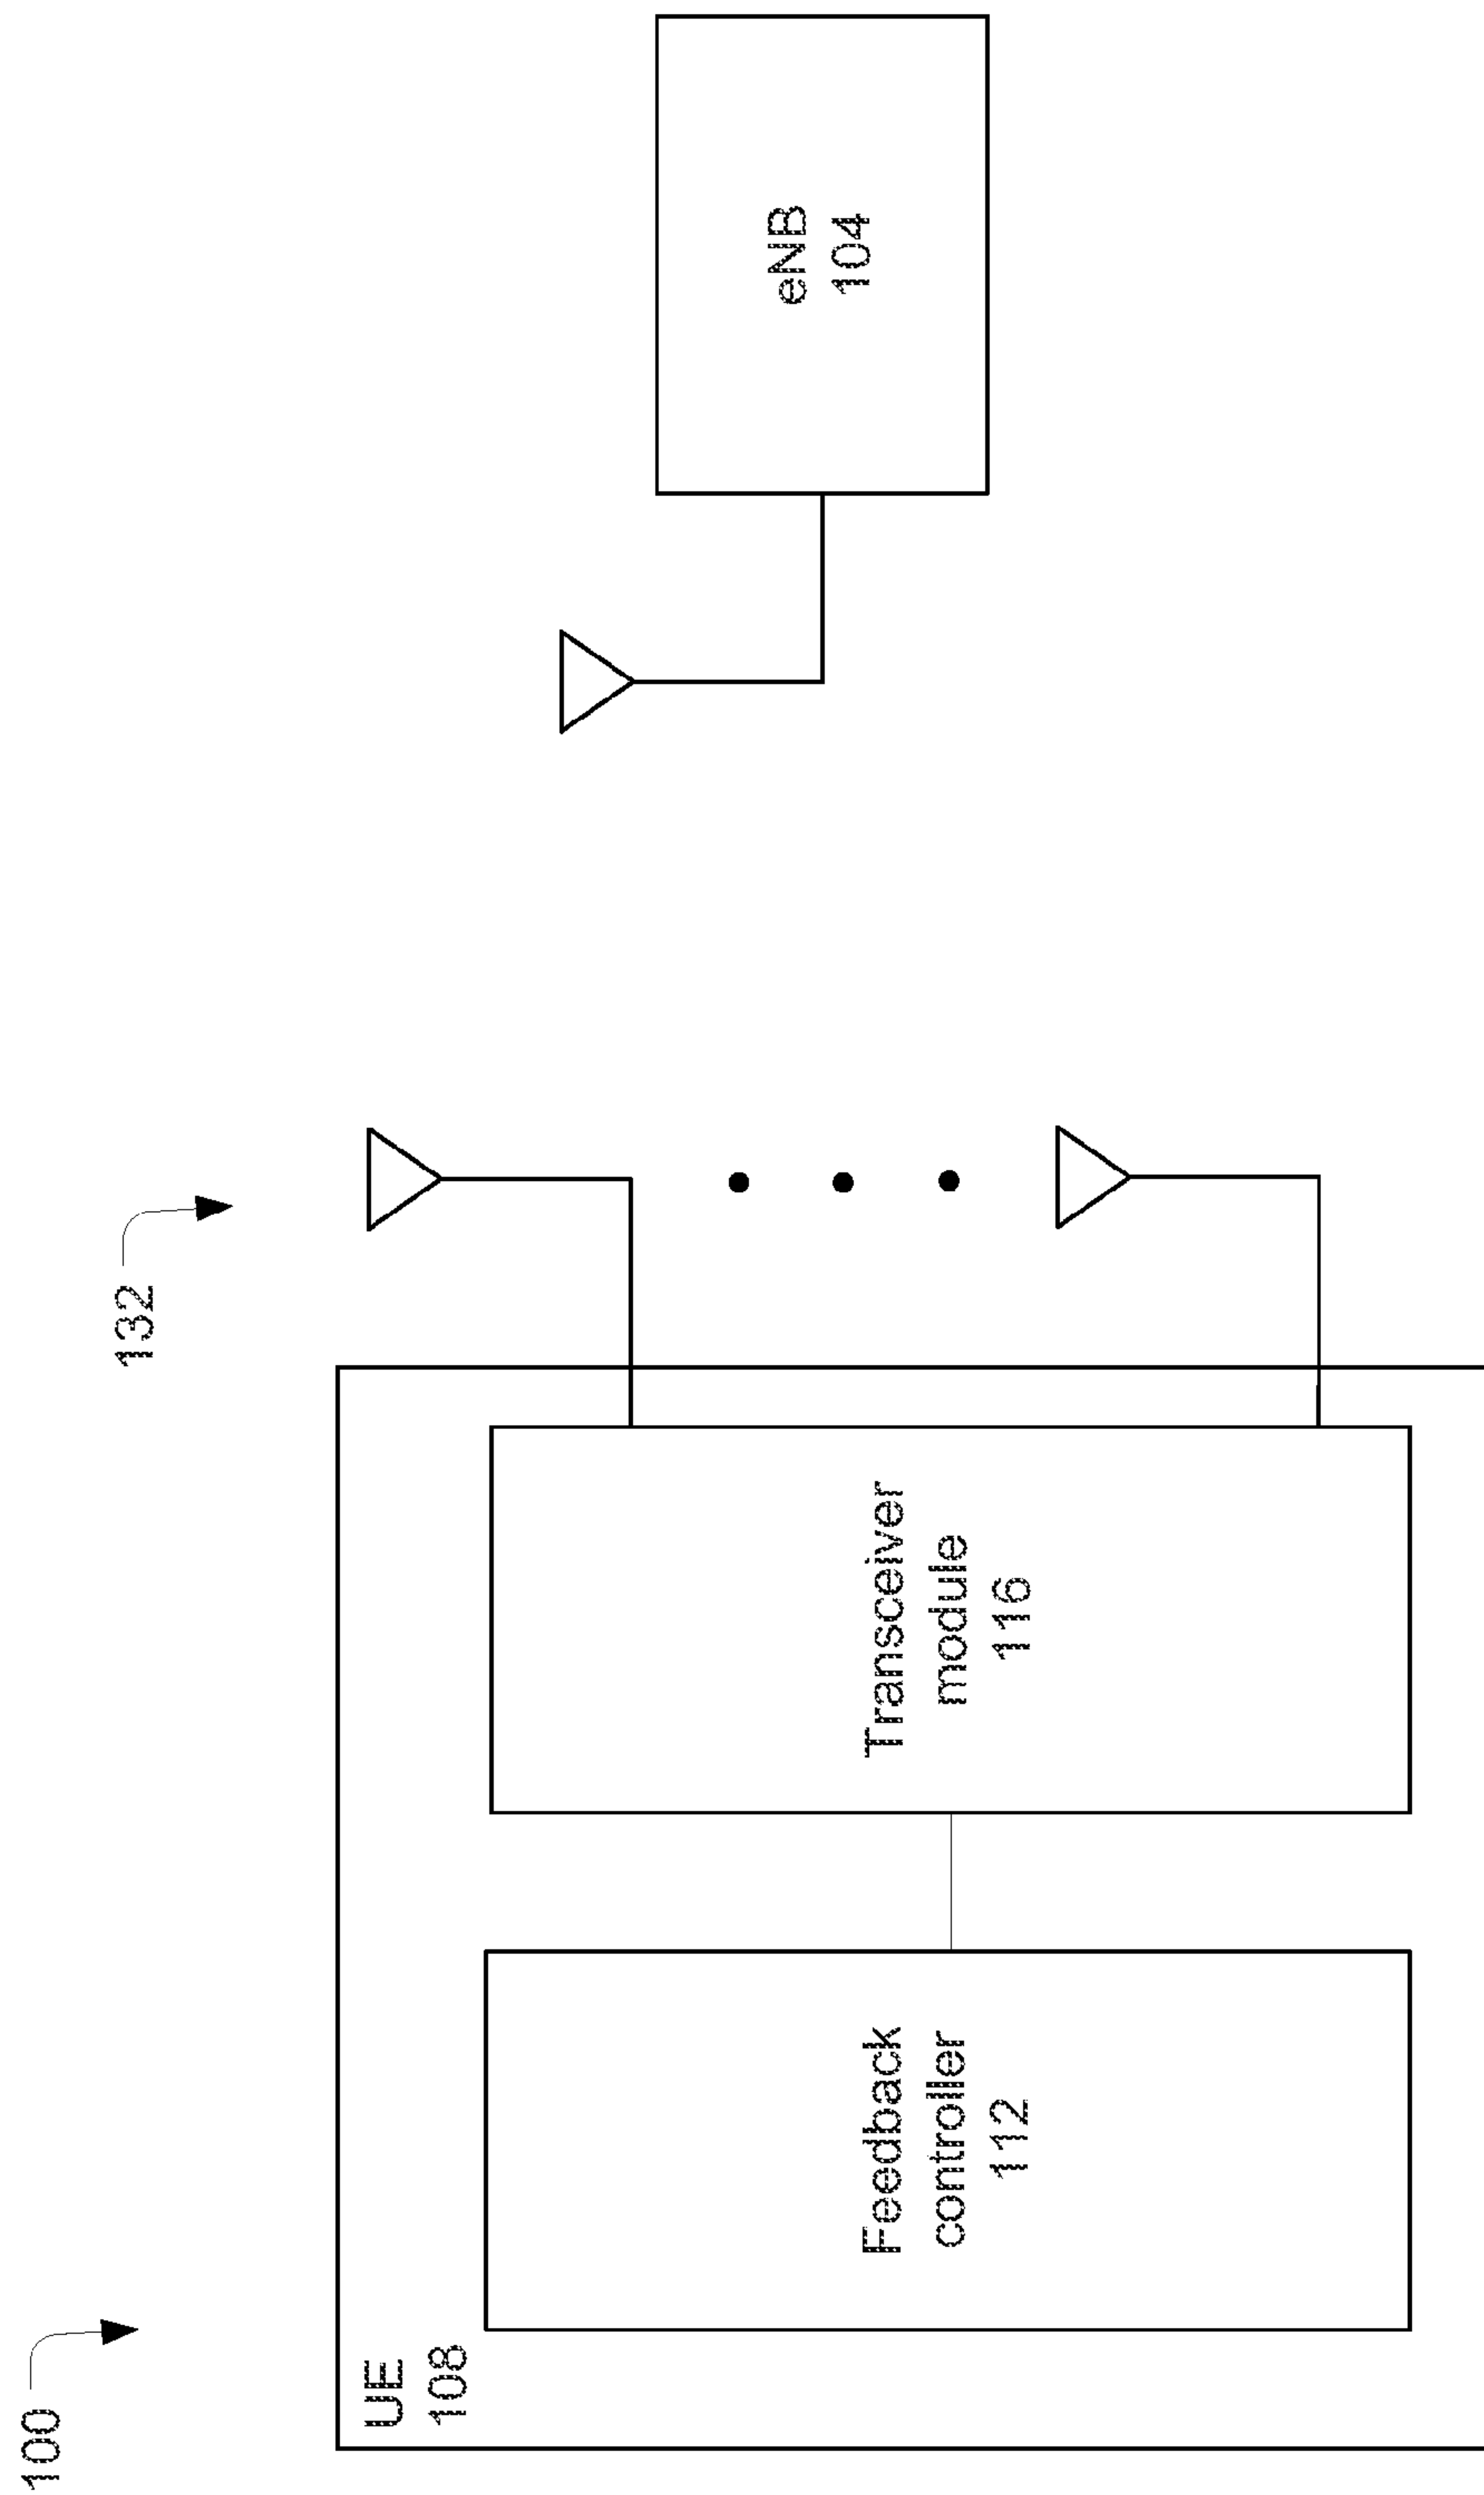 100
132
UE
108
Feedback
controller
112
Transceiver
module
116
eNB
104